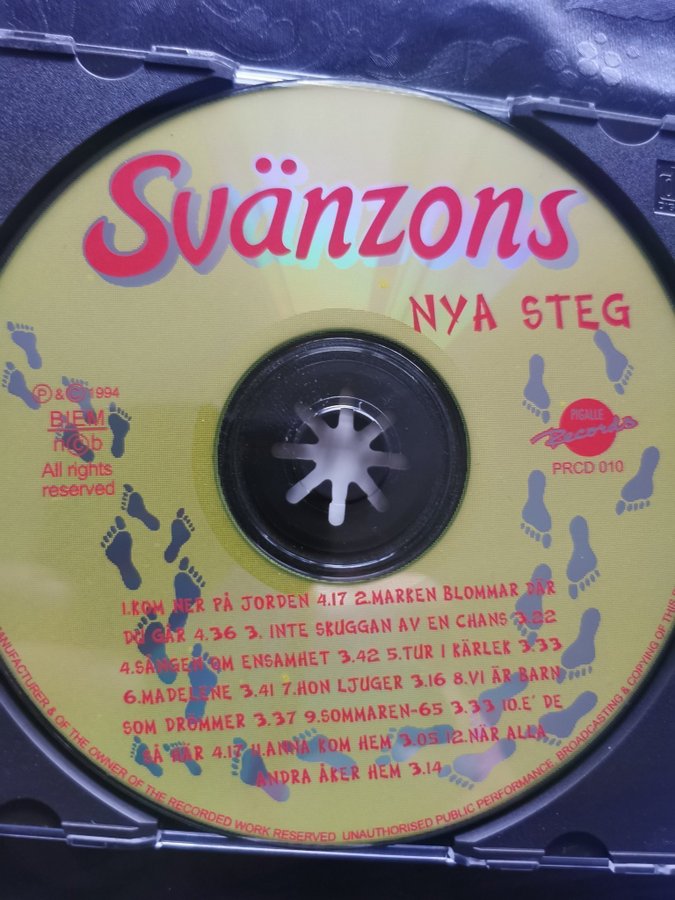 Svänzons
NYA STEG
Ⓟ & Ⓒ 1994
BIEM
n©b
All rights
reserved
PIGALLE
Records
PRCD 010
1.KOM NER PÅ JORDEN 4.17 2.MARKEN BLOMMAR DÄR
DU GÅR 4.36 3. INTE SKUGGAN AV EN CHANS 3.22
4.SÅNGEN OM ENSAMHET 3.42 5.TUR I KÄRLEK 3.33
6.MADELENE 3.41 7.HON LJUGER 3.16 8.VI ÄR BARN
SOM DRÖMMER 3.37 9.SOMMAREN-65 3.33 10.E' DE
SÅ HÄR 4.17 11.ANNA KOM HEM 3.05 12.NÄR ALLA
ANDRA ÅKER HEM 3.14
MANUFACTURER & OF THE OWNER OF THE RECORDED WORK RESERVED UNAUTHORISED PUBLIC PERFORMANCE, BROADCASTING & COPYING OF THIS